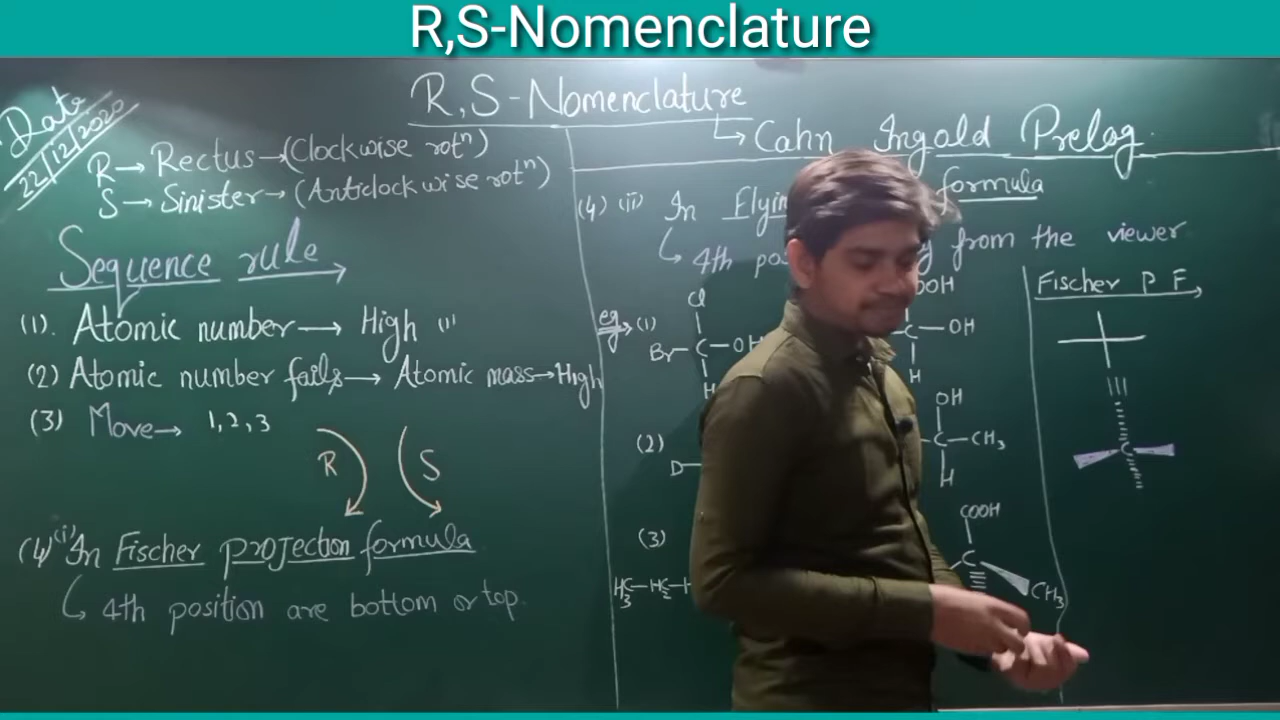 R,S-Nomenclature
R,S-Nomenclature
Cahn Ingold Prelog.
Date
22/12/2020
R→ Rectus→(Clockwise rotⁿ)
S→ Sinister→(Anticlockwise rotⁿ)
Sequence rule
(1). Atomic number→ High (1)
(2) Atomic number fails→ Atomic mass→High
(3) Move→ 1,2,3
R S
(4)(i) In Fischer projection formula
4th position are bottom or top.
(4) (ii) In formula
4th from the viewer
eg→(1)
Cl
Br-C-OH
H
OOH
C-OH
H
(2)
D
OH
C-CH₃
H
(3)
H₃C-H₂C-H
COOH
C
CH₃
Fischer P F
C